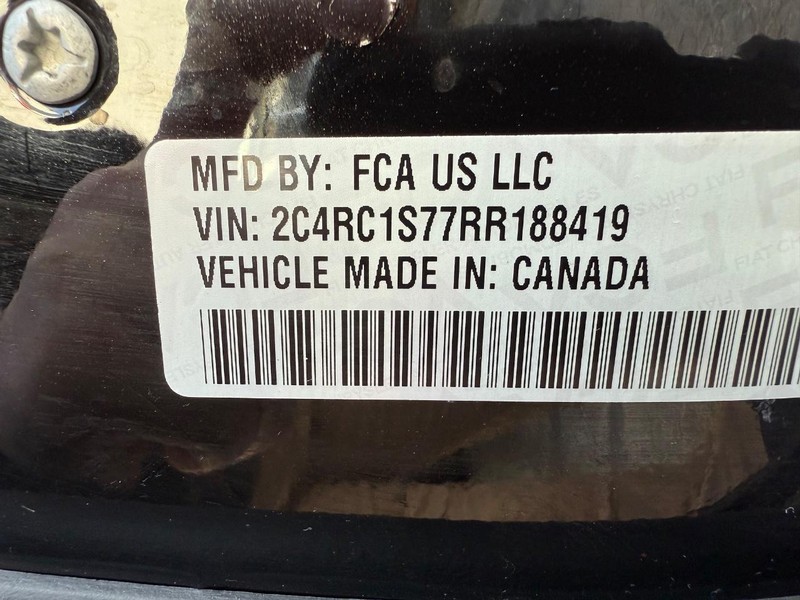 MFD BY: FCA US LLC
VIN: 2C4RC1S77RR188419
VEHICLE MADE IN: CANADA